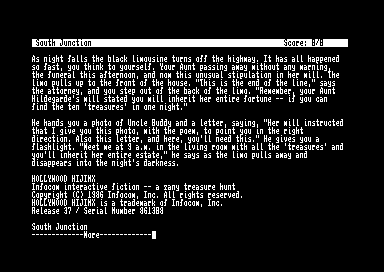 South Junction Score: 0/0
As night falls the black limousine turns off the highway. It has all happened
so fast, you think to yourself. Your Aunt passing away without any warning,
the funeral this afternoon, and now this unusual stipulation in her will. The
limo pulls up to the front of the house. "This is the end of the line," says
the attorney, and you step out of the back of the limo. "Remember, your Aunt
Hildegarde's will stated you will inherit her entire fortune -- if you can
find the ten 'treasures' in one night."
He hands you a photo of Uncle Buddy and a letter, saying, "Her will instructed
that I give you this photo, with the poem, to point you in the right
direction. Also this letter, and here, you'll need this." He gives you a
flashlight. "Meet me at 9 a.m. in the living room with all the 'treasures' and
you'll inherit her entire estate," he says as the limo pulls away and
disappears into the night's darkness.
HOLLYWOOD HIJINX
Infocom interactive fiction -- a zany treasure hunt
Copyright (C) 1986 Infocom, Inc. All rights reserved.
HOLLYWOOD HIJINX is a trademark of Infocom, Inc.
Release 37 / Serial Number 861308
South Junction
-------------More-------------